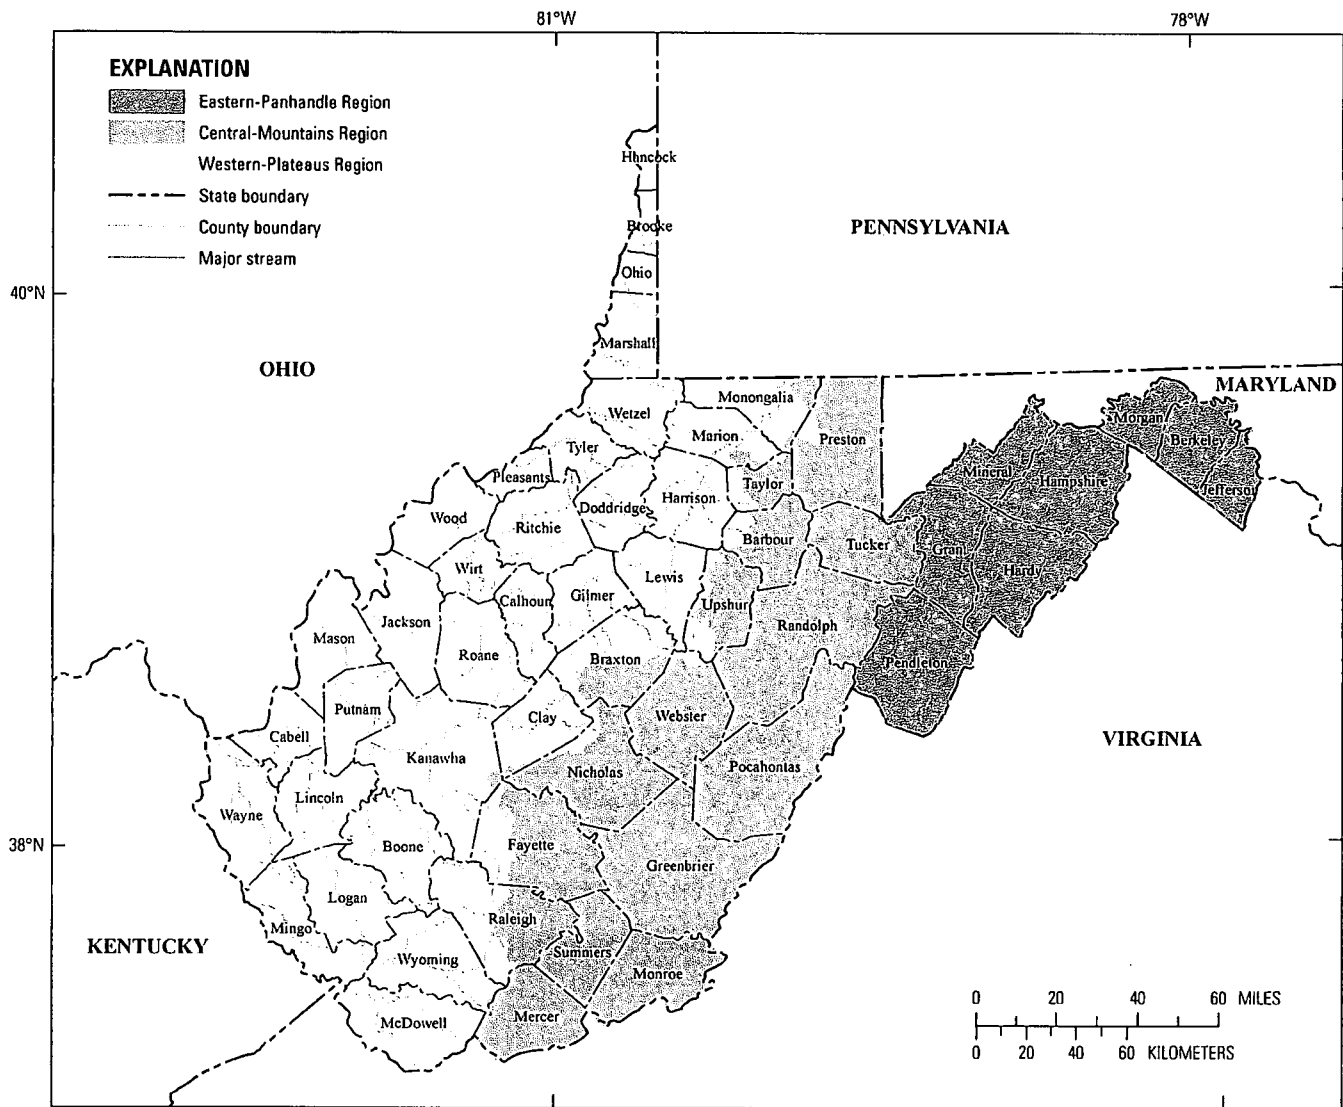 81°W
78°W
EXPLANATION
Eastern-Panhandle Region
Central-Mountains Region
Western-Plateaus Region
State boundary
County boundary
Major stream
Hancock
Brooke
Ohio
Marshall
PENNSYLVANIA
40°N
OHIO
MARYLAND
Wetzel
Monongalia
Marion
Preston
Morgan
Berkeley
Jefferso
Tyler
Pleasants
Doddridge
Harrison
Taylor
Mineral
Hampshire
Wood
Ritchie
Barbour
Tucker
Grant
Hardy
Wirt
Calhoun
Gilmer
Lewis
Upshur
Randolph
Mason
Jackson
Roane
Braxton
Pendleton
Putnam
Cabell
Clay
Webster
Kanawha
Nicholas
Pocahontas
VIRGINIA
Wayne
Lincoln
Boone
Fayette
Greenbrier
38°N
Logan
Mingo
Raleigh
Summers
Monroe
KENTUCKY
Wyoming
McDowell
Mercer
0 20 40 60 MILES
0 20 40 60 KILOMETERS